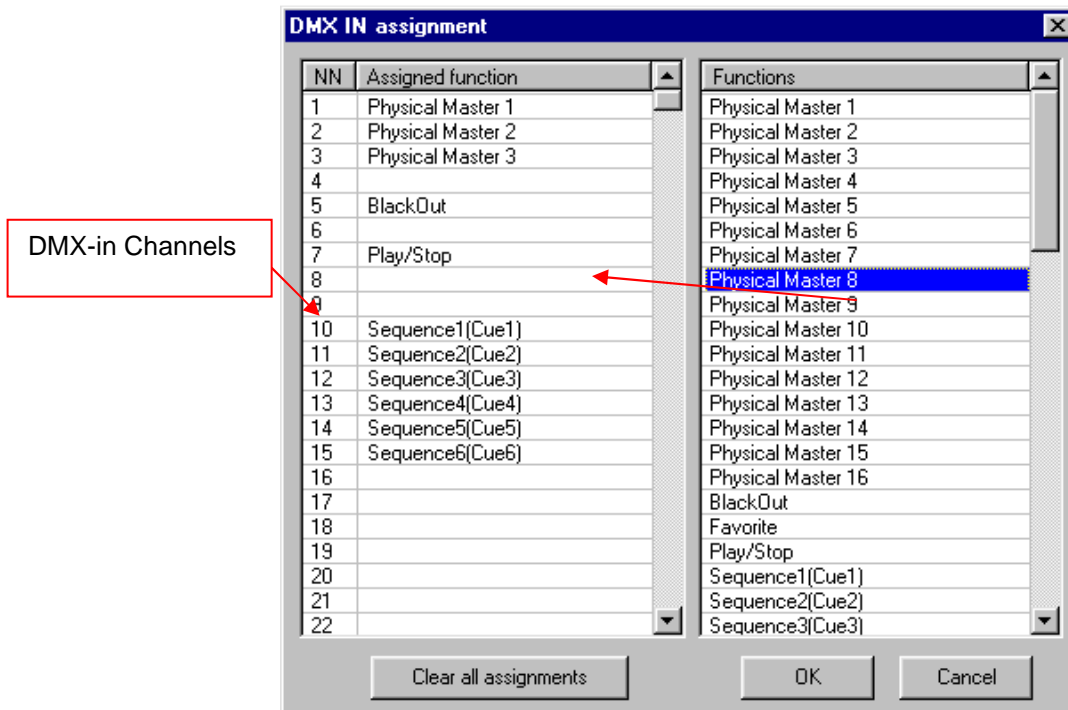 DMX IN assignment
NN Assigned function
1 Physical Master 1
2 Physical Master 2
3 Physical Master 3
4
5 BlackOut
6
7 Play/Stop
8
9
10 Sequence1(Cue1)
11 Sequence2(Cue2)
12 Sequence3(Cue3)
13 Sequence4(Cue4)
14 Sequence5(Cue5)
15 Sequence6(Cue6)
16
17
18
19
20
21
22
Functions
Physical Master 1
Physical Master 2
Physical Master 3
Physical Master 4
Physical Master 5
Physical Master 6
Physical Master 7
Physical Master 8
Physical Master 9
Physical Master 10
Physical Master 11
Physical Master 12
Physical Master 13
Physical Master 14
Physical Master 15
Physical Master 16
BlackOut
Favorite
Play/Stop
Sequence1(Cue1)
Sequence2(Cue2)
Sequence3(Cue3)
DMX-in Channels
Clear all assignments
OK
Cancel